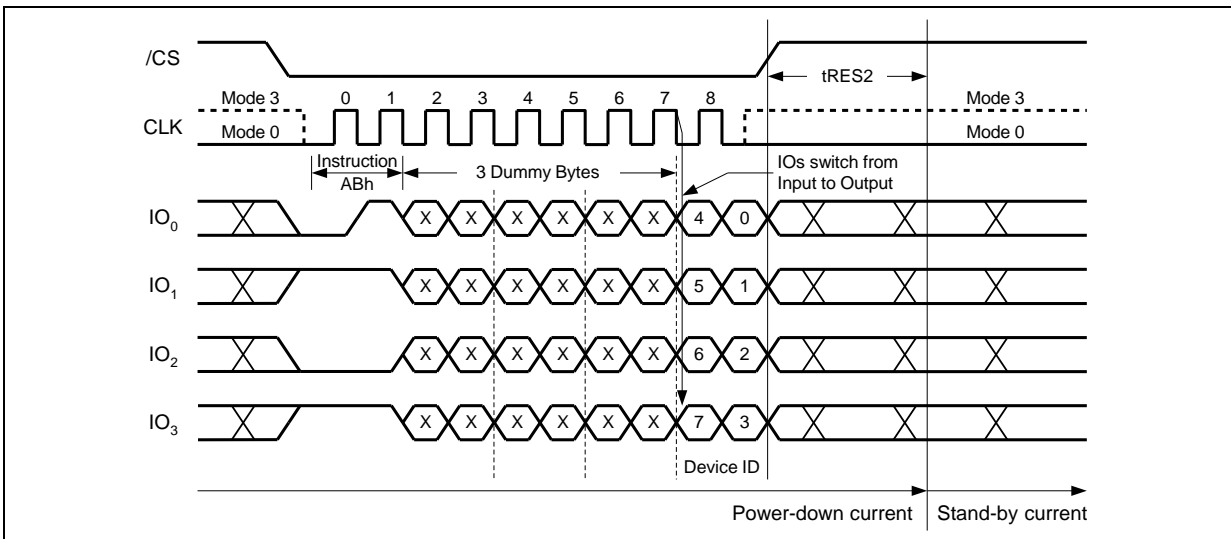 /CS
tRES2
Mode 3 0 1 2 3 4 5 6 7 8 Mode 3
CLK
Mode 0 Mode 0
Instruction
ABh
3 Dummy Bytes
IOs switch from
Input to Output
IO0 X X X X X X 4 0
IO1 X X X X X X 5 1
IO2 X X X X X X 6 2
IO3 X X X X X X 7 3
Device ID
Power-down current Stand-by current